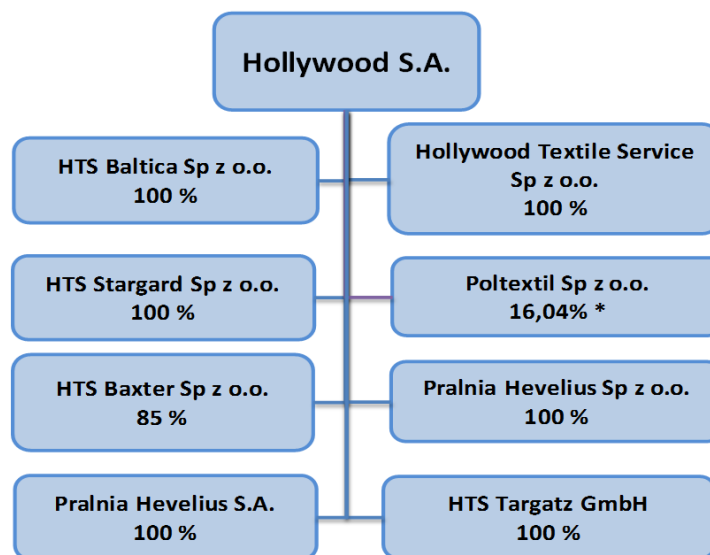 Hollywood S.A.
HTS Baltica Sp z o.o.
100 %
Hollywood Textile Service
Sp z o.o.
100 %
HTS Stargard Sp z o.o.
100 %
Poltextil Sp z o.o.
16,04% *
HTS Baxter Sp z o.o.
85 %
Pralnia Hevelius Sp z o.o.
100 %
Pralnia Hevelius S.A.
100 %
HTS Targatz GmbH
100 %